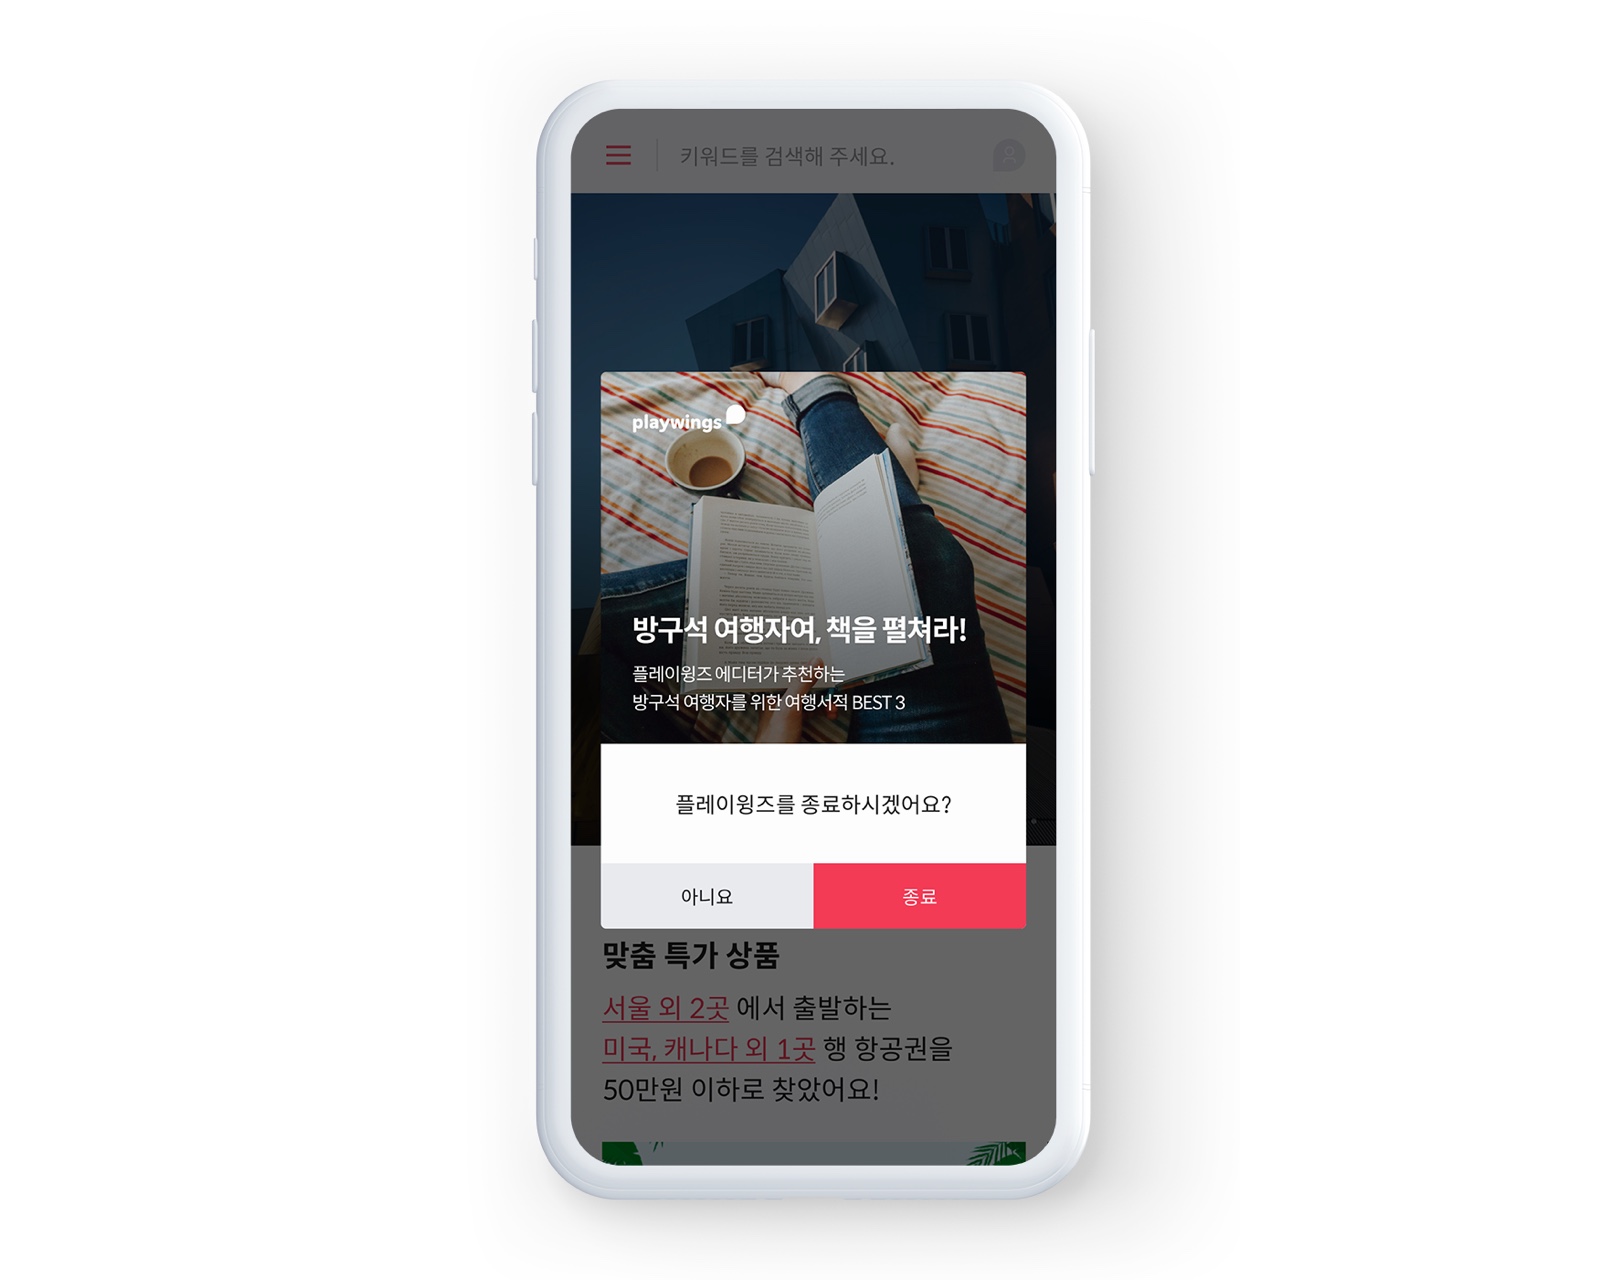 키워드를 검색해 주세요.
playwings
방구석 여행자여, 책을 펼쳐라!
플레이윙즈 에디터가 추천하는
방구석 여행자를 위한 여행서적 BEST 3
플레이윙즈를 종료하시겠어요?
아니요
종료
맞춤 특가 상품
서울 외 2곳 에서 출발하는
미국, 캐나다 외 1곳 행 항공권을
50만원 이하로 찾았어요!